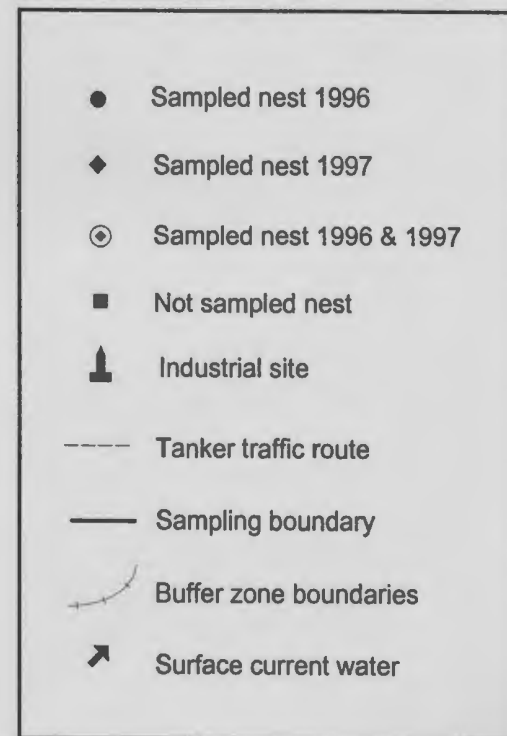 Sampled nest 1996
Sampled nest 1997
Sampled nest 1996 & 1997
Not sampled nest
Industrial site
Tanker traffic route
Sampling boundary
Buffer zone boundaries
Surface current water